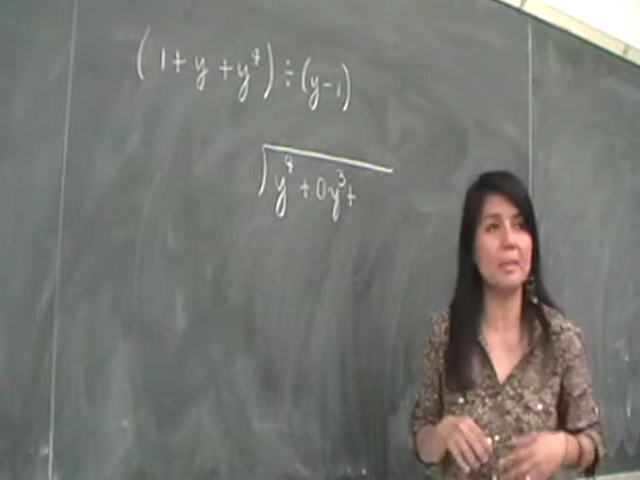 (1 + y + y⁴) ÷ (y - 1)
y⁴ + 0y³ +